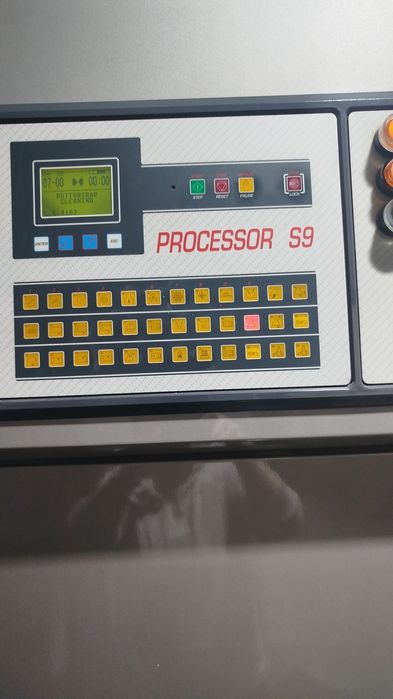 07-00 00:00
BUTTONTRAP
CLEANING
ENTER
ESC
STEP
RESET
PAUSE
LOCK
PROCESSOR S9